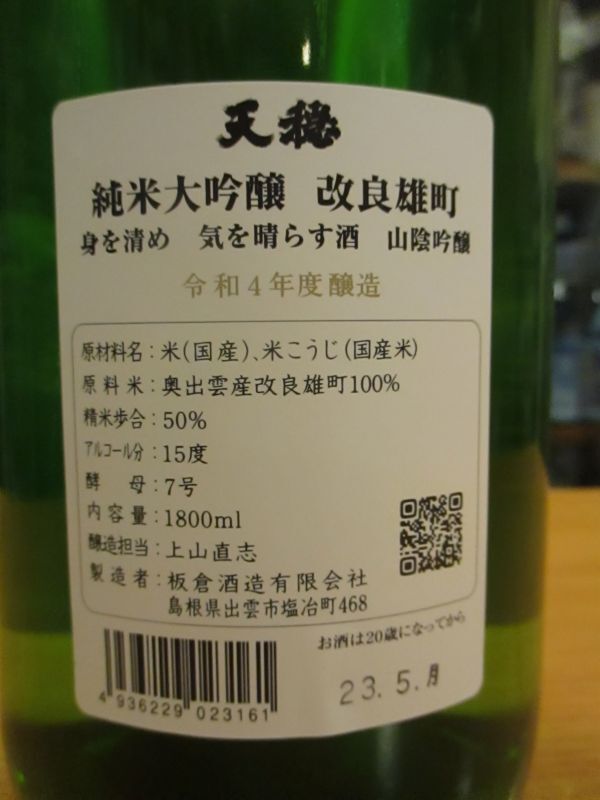 天穏
純米大吟醸 改良雄町
身を清め 気を晴らす酒 山陰吟醸
令和4年度醸造
原材料名:米(国産)、米こうじ(国産米)
原料米:奥出雲産改良雄町100%
精米歩合:50%
アルコール分:15度
酵母:7号
内容量:1800ml
醸造担当:上山直志
製造者:板倉酒造有限会社
島根県出雲市塩冶町468
お酒は20歳になってから
4 936229 023161
23.5.月